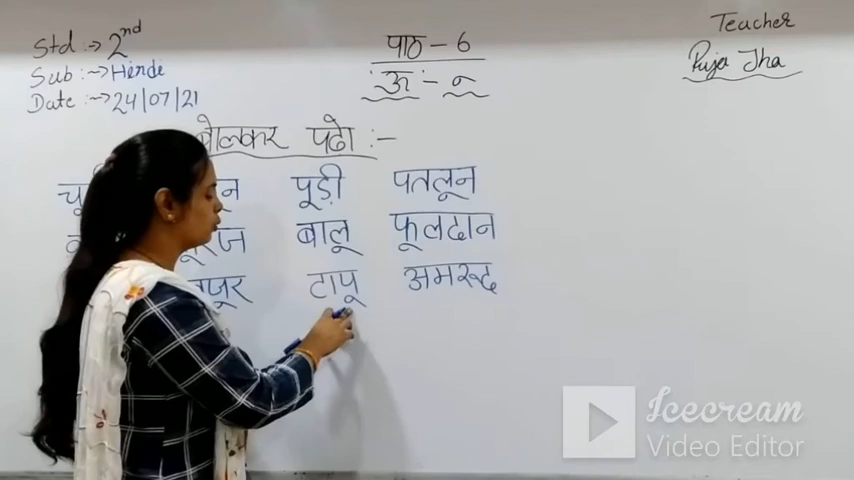 Std :→ 2nd
Sub :→ Hindi
Date :→ 24/07/21
पाठ - 6
ऊ - ू
Teacher
Puja Jha
बोलकर पढो :-
पूड़ी पतलून
बालू फूलदान
टापू अमरूद
Icecream
Video Editor